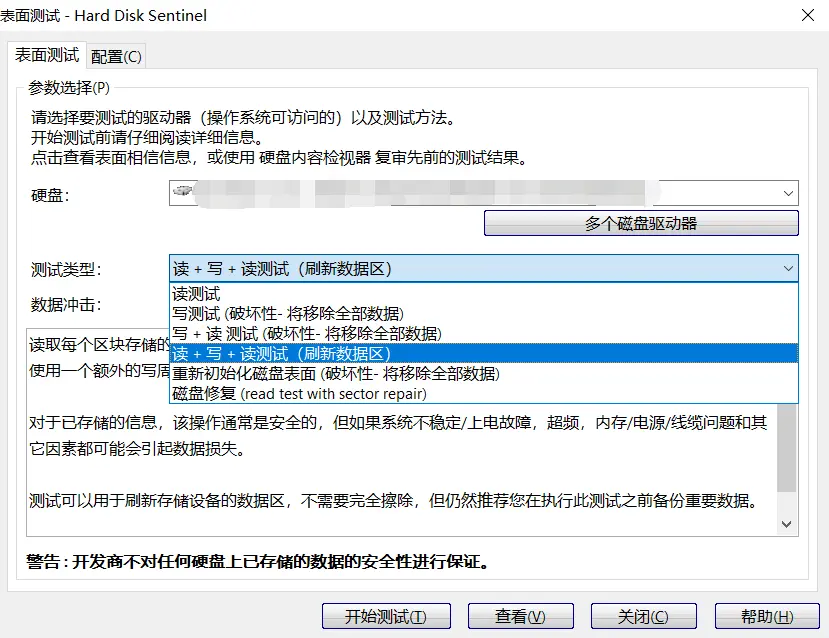 表面测试 - Hard Disk Sentinel
表面测试 配置(C)
参数选择(P)
请选择要测试的驱动器（操作系统可访问的）以及测试方法。
开始测试前请仔细阅读详细信息。
点击查看表面相信信息，或使用 硬盘内容检视器 复审先前的测试结果。
硬盘：
多个磁盘驱动器
测试类型： 读 + 写 + 读测试（刷新数据区）
读测试
数据冲击： 写测试 (破坏性- 将移除全部数据)
写 + 读 测试 (破坏性- 将移除全部数据)
读取每个区块存储的 读 + 写 + 读测试（刷新数据区）
使用一个额外的写周 重新初始化磁盘表面 (破坏性- 将移除全部数据)
磁盘修复 (read test with sector repair)
对于已存储的信息，该操作通常是安全的，但如果系统不稳定/上电故障，超频，内存/电源/线缆问题和其
它因素都可能会引起数据损失。
测试可以用于刷新存储设备的数据区，不需要完全擦除，但仍然推荐您在执行此测试之前备份重要数据。
警告 : 开发商不对任何硬盘上已存储的数据的安全性进行保证。
开始测试(T) 查看(V) 关闭(C) 帮助(H)